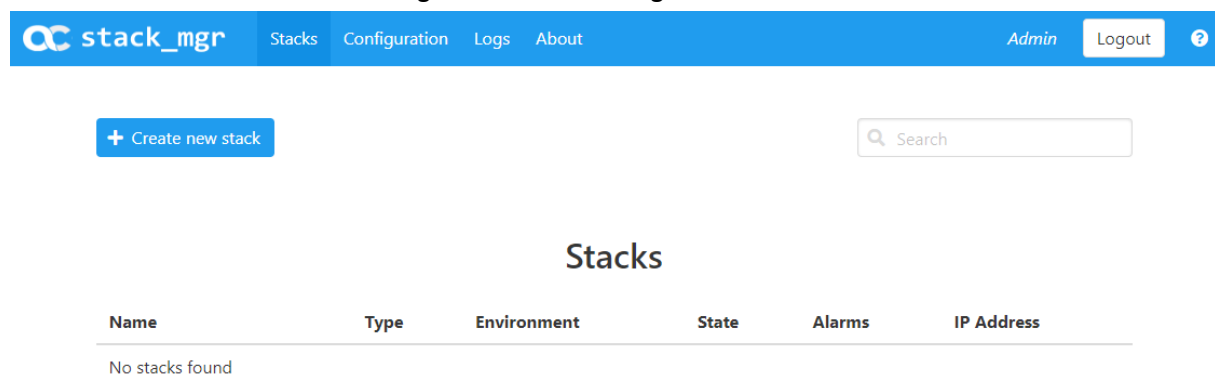 stack_mgr Stacks Configuration Logs About Admin Logout ?
+ Create new stack Search
Stacks
Name Type Environment State Alarms IP Address
No stacks found